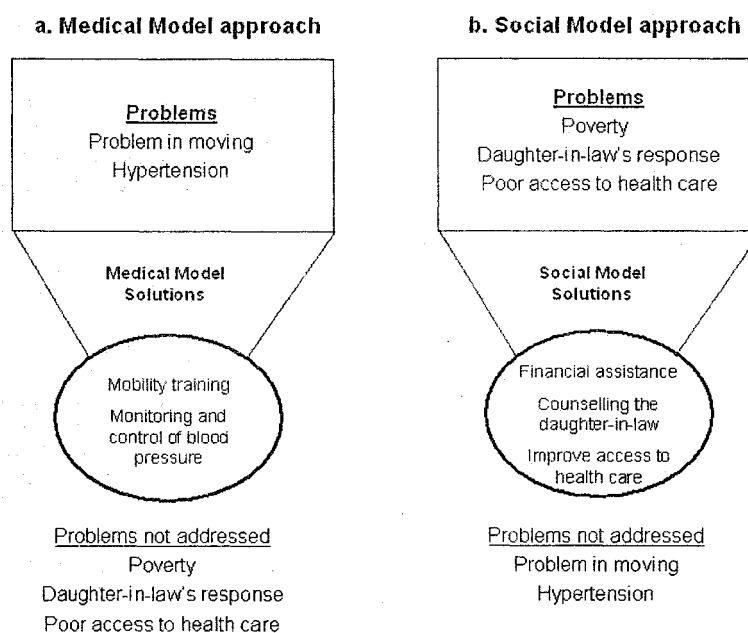 a. Medical Model approach
Problems
Problem in moving
Hypertension
Medical Model
Solutions
Mobility training
Monitoring and
control of blood
pressure
Problems not addressed
Poverty
Daughter-in-law's response
Poor access to health care
b. Social Model approach
Problems
Poverty
Daughter-in-law's response
Poor access to health care
Social Model
Solutions
Financial assistance
Counselling the
daughter-in-law
Improve access to
health care
Problems not addressed
Problem in moving
Hypertension